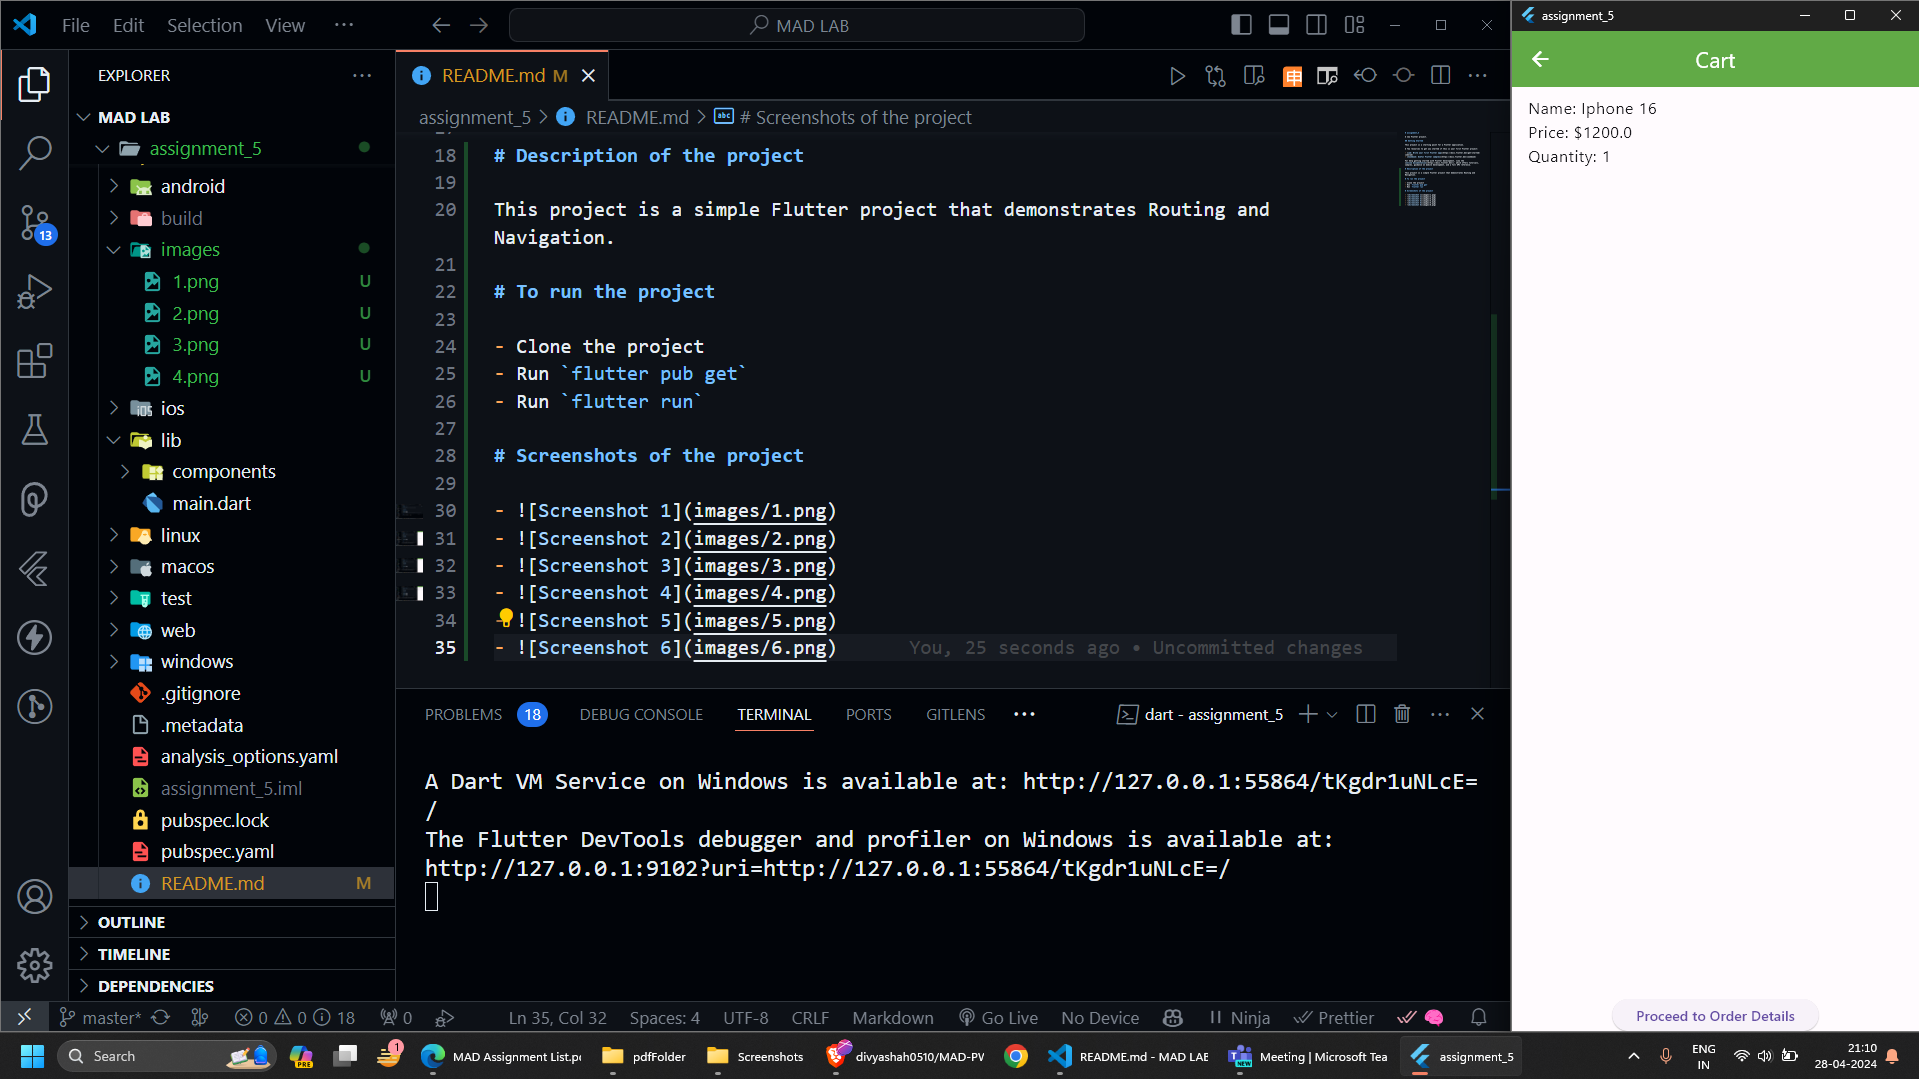 File Edit Selection View ···
MAD LAB
EXPLORER
MAD LAB
assignment_5
android
build
images
1.png U
2.png U
3.png U
4.png U
ios
lib
components
main.dart
linux
macos
test
web
windows
.gitignore
.metadata
analysis_options.yaml
assignment_5.iml
pubspec.lock
pubspec.yaml
README.md M
OUTLINE
TIMELINE
DEPENDENCIES
13
README.md M
assignment_5 > README.md > # Screenshots of the project
18 # Description of the project
19
20 This project is a simple Flutter project that demonstrates Routing and
Navigation.
21
22 # To run the project
23
24 - Clone the project
25 - Run `flutter pub get`
26 - Run `flutter run`
27
28 # Screenshots of the project
29
30 - ![Screenshot 1](images/1.png)
31 - ![Screenshot 2](images/2.png)
32 - ![Screenshot 3](images/3.png)
33 - ![Screenshot 4](images/4.png)
34 ![Screenshot 5](images/5.png)
35 - ![Screenshot 6](images/6.png) You, 25 seconds ago • Uncommitted changes
PROBLEMS 18 DEBUG CONSOLE TERMINAL PORTS GITLENS ···
dart - assignment_5
A Dart VM Service on Windows is available at: http://127.0.0.1:55864/tKgdr1uNLcE=
/
The Flutter DevTools debugger and profiler on Windows is available at:
http://127.0.0.1:9102?uri=http://127.0.0.1:55864/tKgdr1uNLcE=/
master* 0 0 18 0 Ln 35, Col 32 Spaces: 4 UTF-8 CRLF Markdown Go Live No Device Ninja Prettier
assignment_5
Cart
Name: Iphone 16
Price: $1200.0
Quantity: 1
Proceed to Order Details
Search
PRE
1
MAD Assignment List.pc
pdfFolder
Screenshots
divyashah0510/MAD-PV
README.md - MAD LAB
NEW
Meeting | Microsoft Tea
assignment_5
ENG
IN
21:10
28-04-2024